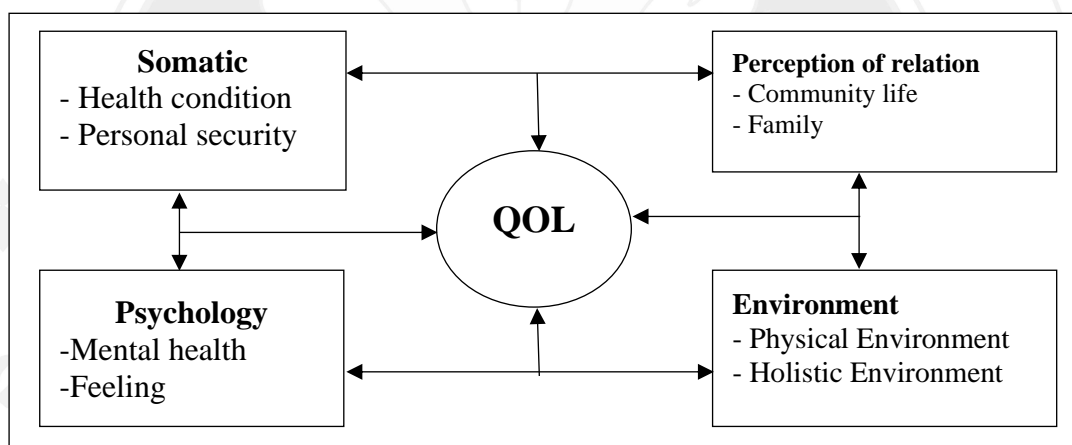 Somatic
- Health condition
- Personal security
Perception of relation
- Community life
- Family
QOL
Psychology
-Mental health
-Feeling
Environment
- Physical Environment
- Holistic Environment